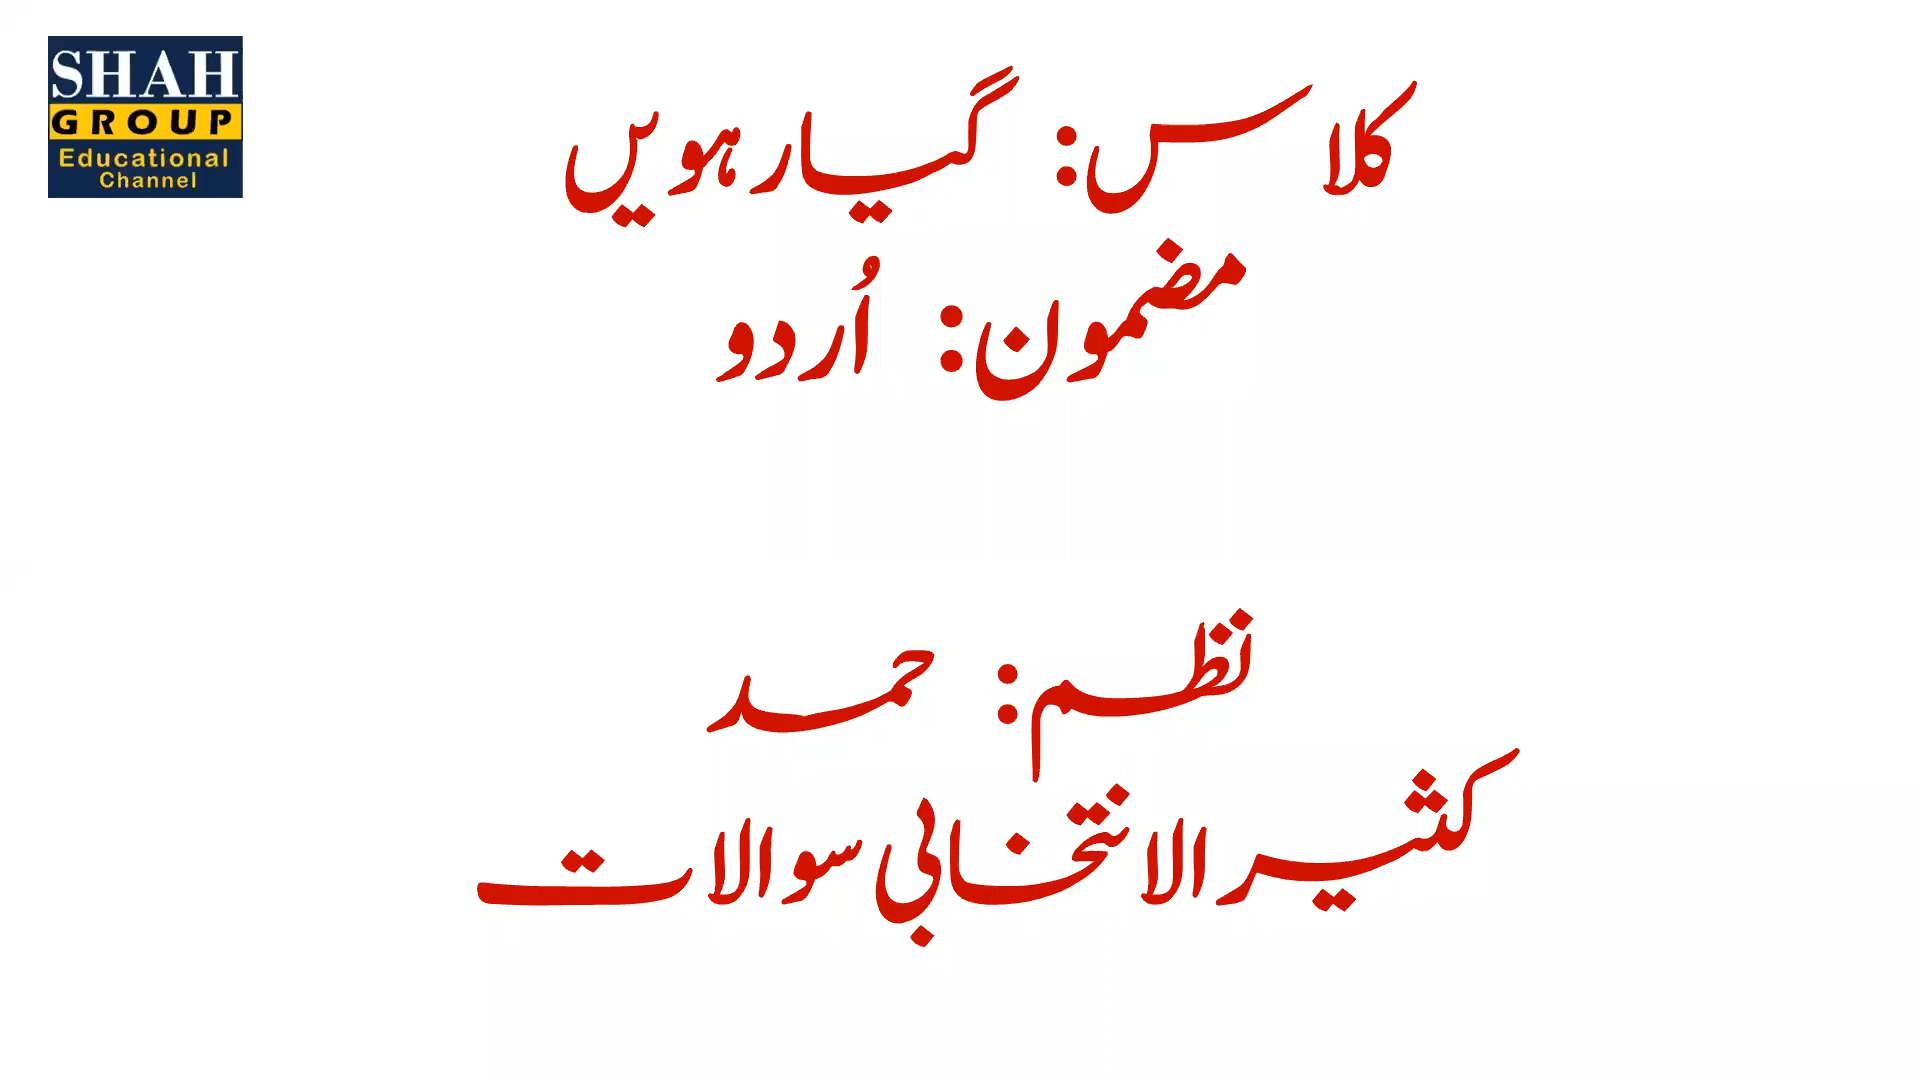 SHAH
GROUP
Educational
Channel
کلاس: گیارہویں
مضمون: اُردو
نظم: حمد
کثیر الانتخابی سوالات